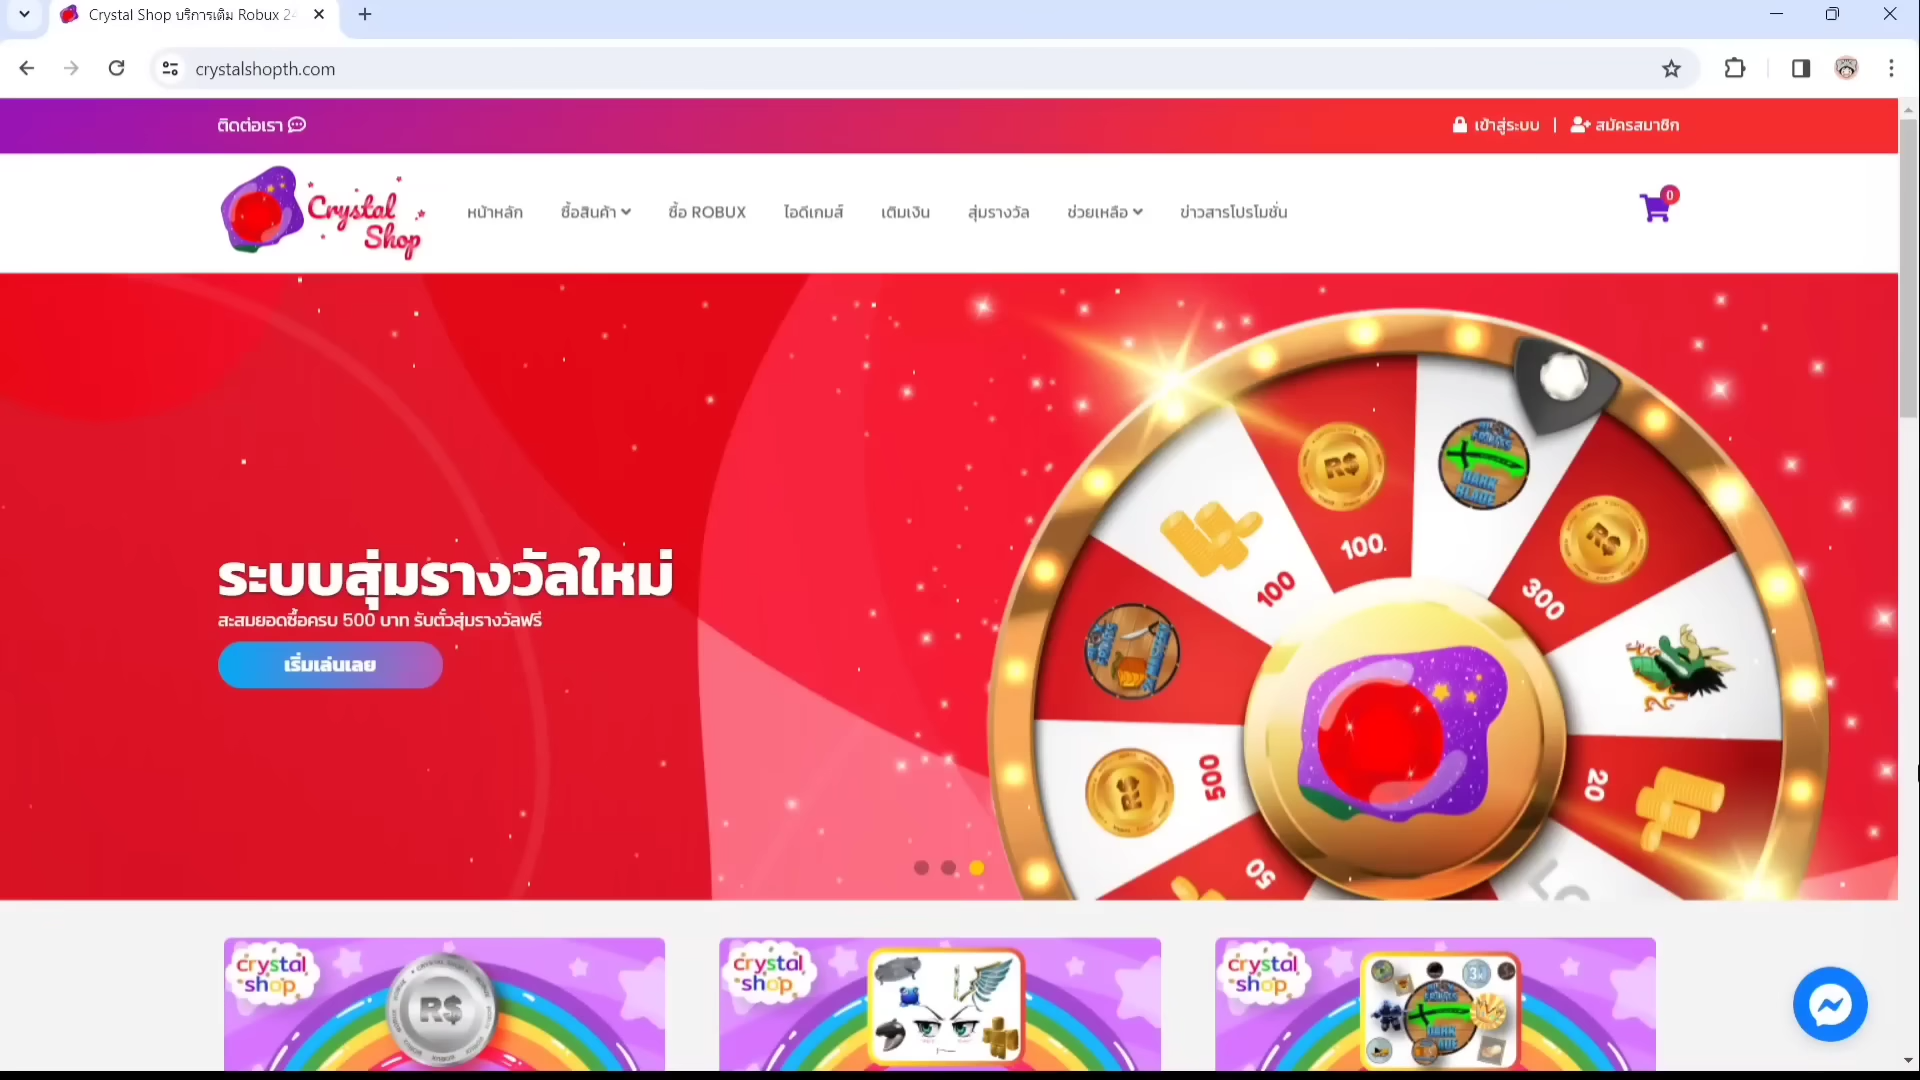 Crystal Shop บริการเติม Robux 24
crystalshopth.com
ติดต่อเรา
เข้าสู่ระบบ | สมัครสมาชิก
Crystal
Shop
หน้าหลัก ซื้อสินค้า ซื้อ ROBUX ไอดีเกมส์ เติมเงิน สุ่มรางวัล ช่วยเหลือ ข่าวสารโปรโมชั่น
0
ระบบสุ่มรางวัลใหม่
สะสมยอดซื้อครบ 500 บาท รับตั๋วสุ่มรางวัลฟรี
เริ่มเล่นเลย
R$
100
DARK
BLADE
R$
300
100
R$
500
20
50
crystal
shop
R$
crystal
shop
crystal
shop
3x
DARK